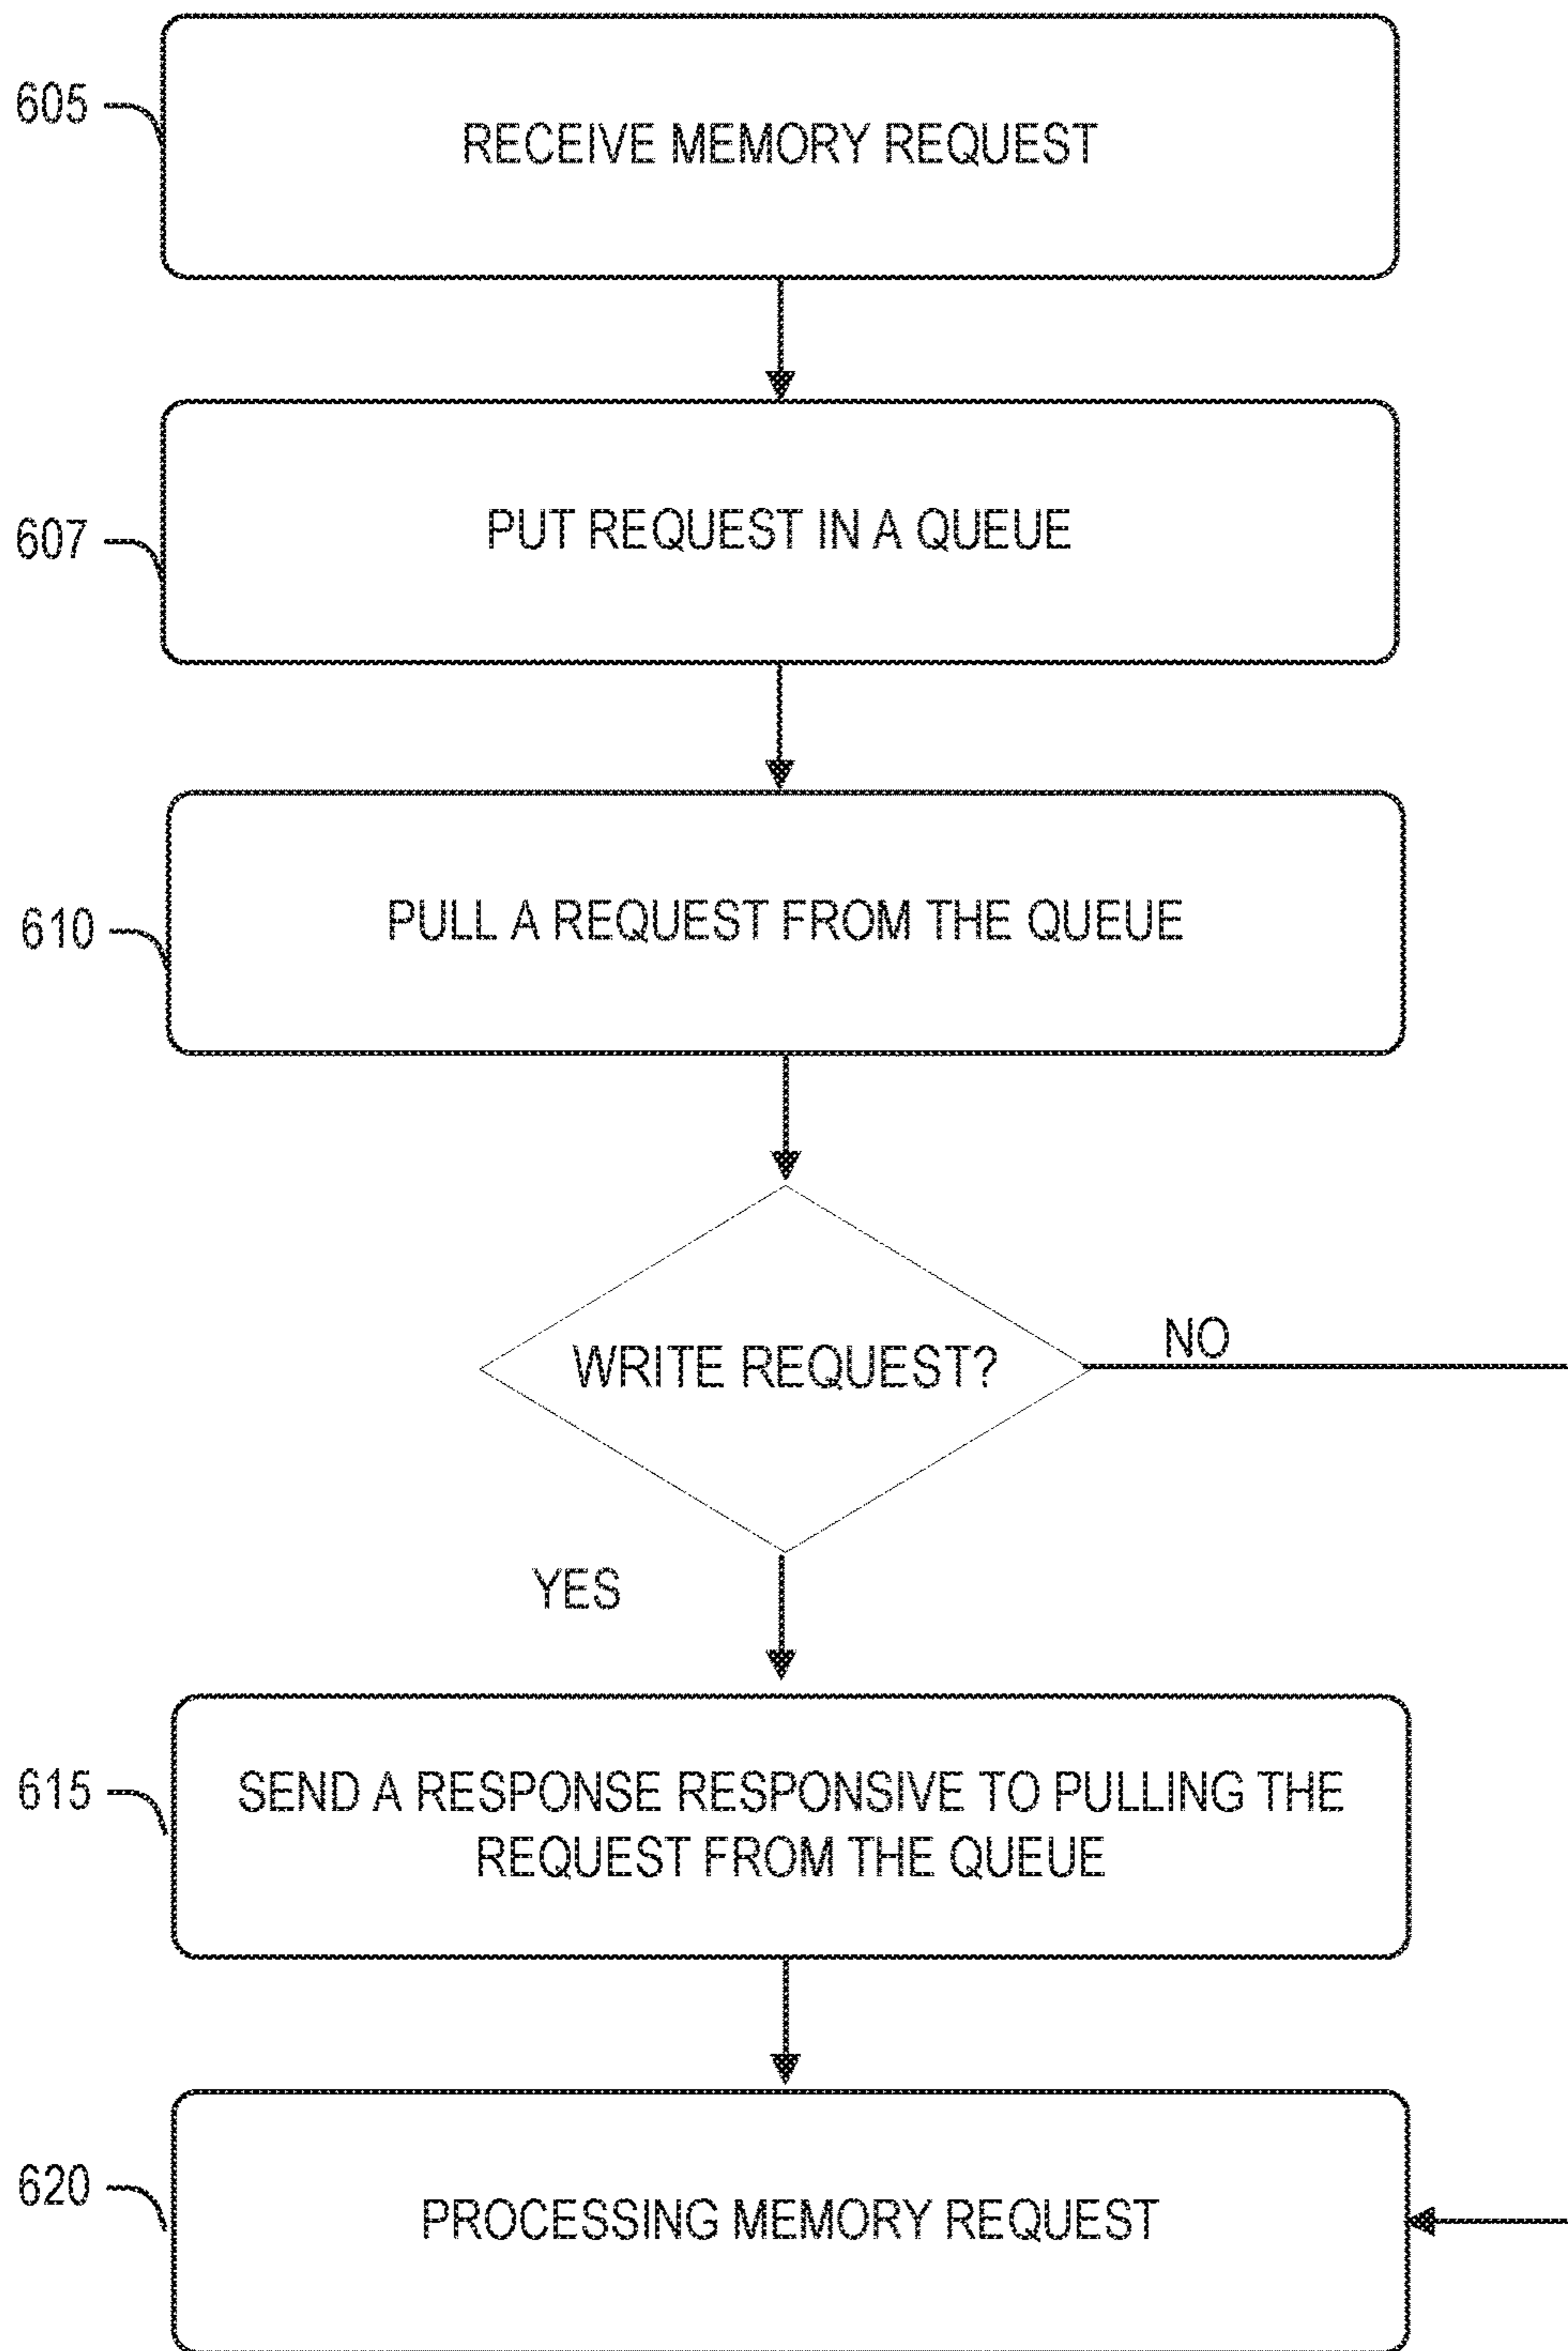 605
RECEIVE MEMORY REQUEST
607
PUT REQUEST IN A QUEUE
610
PULL A REQUEST FROM THE QUEUE
WRITE REQUEST?
NO
YES
615
SEND A RESPONSE RESPONSIVE TO PULLING THE
REQUEST FROM THE QUEUE
620
PROCESSING MEMORY REQUEST